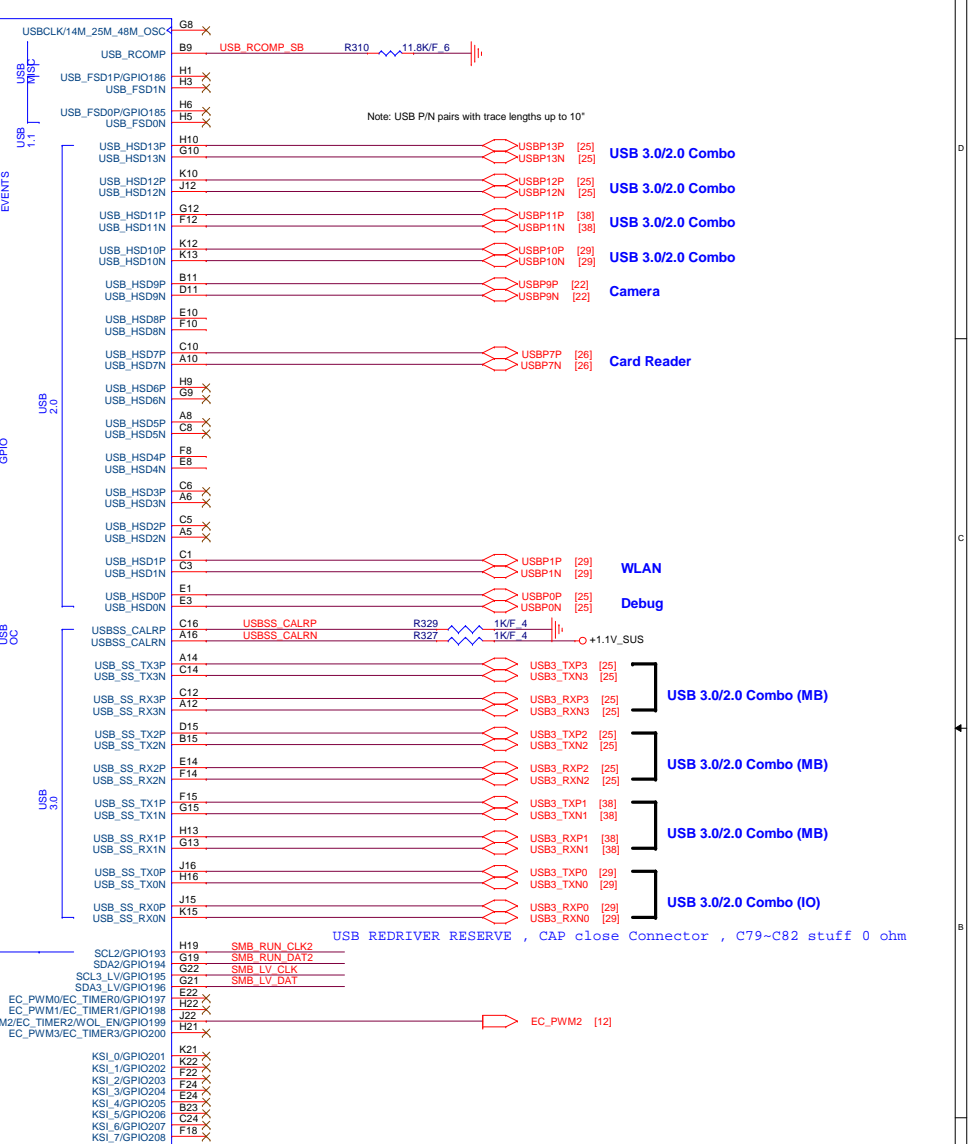 USBCLK/14M_25M_48M_OSC G8
USB_RCOMP B9 USB_RCOMP_SB R310 11.8K/F_6
USB MISC
USB_FSD1P/GPIO186 H1
USB_FSD1N H3
USB_FSD0P/GPIO185 H6
USB_FSD0N H5
USB 1.1
Note: USB P/N pairs with trace lengths up to 10"
USB_HSD13P H10 USBP13P [25]
USB_HSD13N G10 USBP13N [25]
USB 3.0/2.0 Combo
D
USB_HSD12P K10 USBP12P [25]
USB_HSD12N J12 USBP12N [25]
USB 3.0/2.0 Combo
EVENTS
USB_HSD11P G12 USBP11P [38]
USB_HSD11N F12 USBP11N [38]
USB 3.0/2.0 Combo
USB_HSD10P K12 USBP10P [29]
USB_HSD10N K13 USBP10N [29]
USB 3.0/2.0 Combo
USB_HSD9P B11 USBP9P [22]
USB_HSD9N D11 USBP9N [22]
Camera
USB_HSD8P E10
USB_HSD8N F10
USB_HSD7P C10 USBP7P [26]
USB_HSD7N A10 USBP7N [26]
Card Reader
USB_HSD6P H9
USB_HSD6N G9
USB 2.0
USB_HSD5P A8
USB_HSD5N C8
GPIO
USB_HSD4P F8
USB_HSD4N E8
USB_HSD3P C6
USB_HSD3N A6
USB_HSD2P C5
USB_HSD2N A5
C
USB_HSD1P C1 USBP1P [29]
USB_HSD1N C3 USBP1N [29]
WLAN
USB_HSD0P E1 USBP0P [25]
USB_HSD0N E3 USBP0N [25]
Debug
USB OC
USBSS_CALRP C16 USBSS_CALRP R329 1K/F_4
USBSS_CALRN A16 USBSS_CALRN R327 1K/F_4 +1.1V_SUS
USB_SS_TX3P A14 USB3_TXP3 [25]
USB_SS_TX3N C14 USB3_TXN3 [25]
USB 3.0/2.0 Combo (MB)
USB_SS_RX3P C12 USB3_RXP3 [25]
USB_SS_RX3N A12 USB3_RXN3 [25]
USB_SS_TX2P D15 USB3_TXP2 [25]
USB_SS_TX2N B15 USB3_TXN2 [25]
USB 3.0/2.0 Combo (MB)
USB_SS_RX2P E14 USB3_RXP2 [25]
USB_SS_RX2N F14 USB3_RXN2 [25]
USB 3.0
USB_SS_TX1P F15 USB3_TXP1 [38]
USB_SS_TX1N G15 USB3_TXN1 [38]
USB 3.0/2.0 Combo (MB)
USB_SS_RX1P H13 USB3_RXP1 [38]
USB_SS_RX1N G13 USB3_RXN1 [38]
USB_SS_TX0P J16 USB3_TXP0 [29]
USB_SS_TX0N H16 USB3_TXN0 [29]
USB 3.0/2.0 Combo (IO)
USB_SS_RX0P J15 USB3_RXP0 [29]
USB_SS_RX0N K15 USB3_RXN0 [29]
B
USB REDRIVER RESERVE , CAP close Connector , C79~C82 stuff 0 ohm
SCL2/GPIO193 H19 SMB_RUN_CLK2
SDA2/GPIO194 G19 SMB_RUN_DAT2
SCL3_LV/GPIO195 G22 SMB_LV_CLK
SDA3_LV/GPIO196 G21 SMB_LV_DAT
EC_PWM0/EC_TIMER0/GPIO197 E22
EC_PWM1/EC_TIMER1/GPIO198 H22
M2/EC_TIMER2/WOL_EN/GPIO199 J22 EC_PWM2 [12]
EC_PWM3/EC_TIMER3/GPIO200 H21
KSI_0/GPIO201 K21
KSI_1/GPIO202 K22
KSI_2/GPIO203 F22
KSI_3/GPIO204 F24
KSI_4/GPIO205 E24
KSI_5/GPIO206 B23
KSI_6/GPIO207 C24
KSI_7/GPIO208 F18